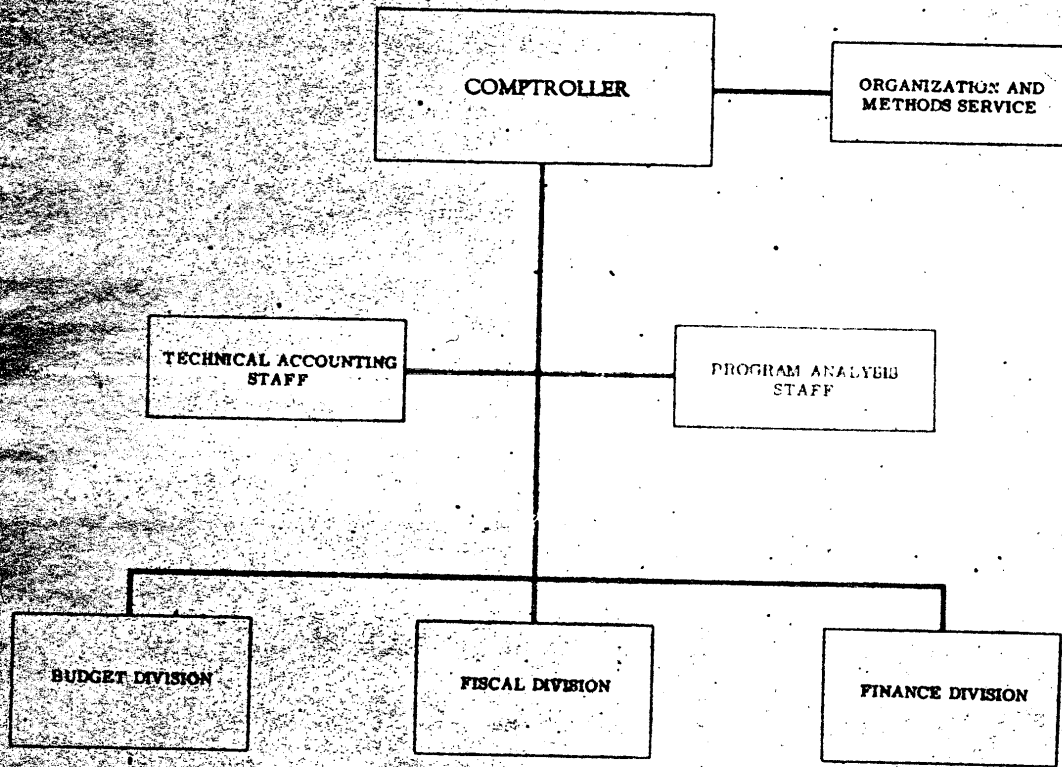 COMPTROLLER
ORGANIZATION AND
METHODS SERVICE
TECHNICAL ACCOUNTING
STAFF
PROGRAM ANALYSIS
STAFF
BUDGET DIVISION
FISCAL DIVISION
FINANCE DIVISION